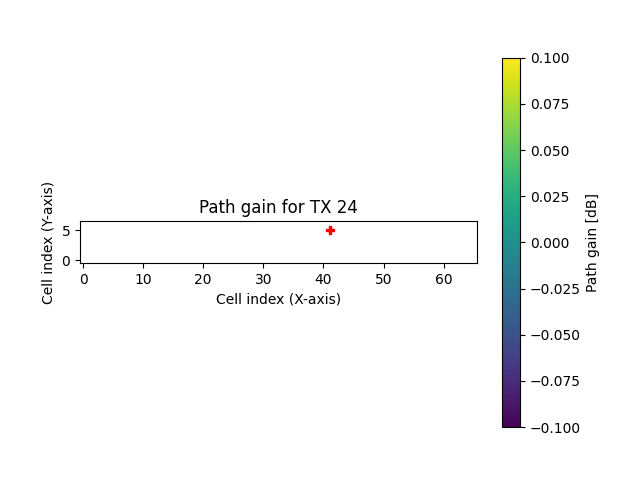 Path gain for TX 24
Cell index (Y-axis)
5
0
0 10 20 30 40 50 60
Cell index (X-axis)
0.100
0.075
0.050
0.025
0.000
−0.025
−0.050
−0.075
−0.100
Path gain [dB]